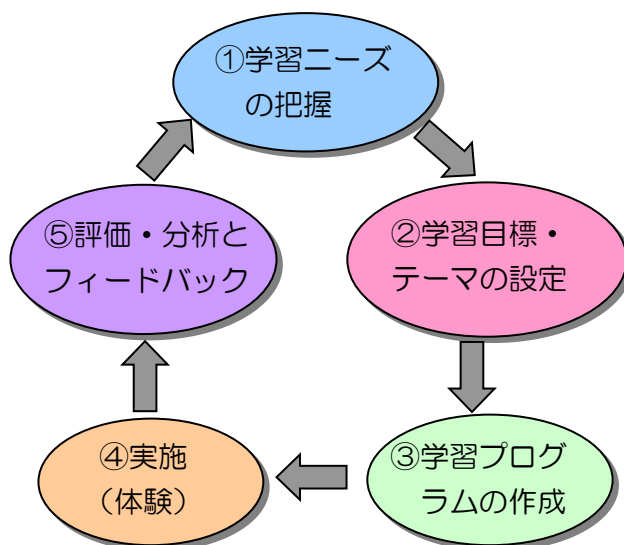 ①学習ニーズ
の把握
②学習目標・
テーマの設定
③学習プログ
ラムの作成
④実施
（体験）
⑤評価・分析と
フィードバック